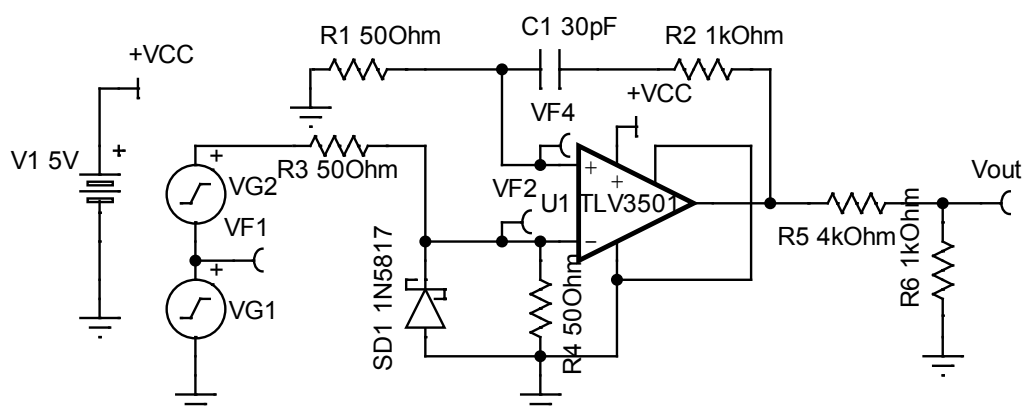 C1 30pF
R1 50Ohm
R2 1kOhm
+VCC
+VCC
VF4
V1 5V
+
+
R3 50Ohm
VG2
VF2
+
+
U1 TLV3501
Vout
VF1
+
−
R5 4kOhm
VG1
SD1 1N5817
R4 50Ohm
R6 1kOhm